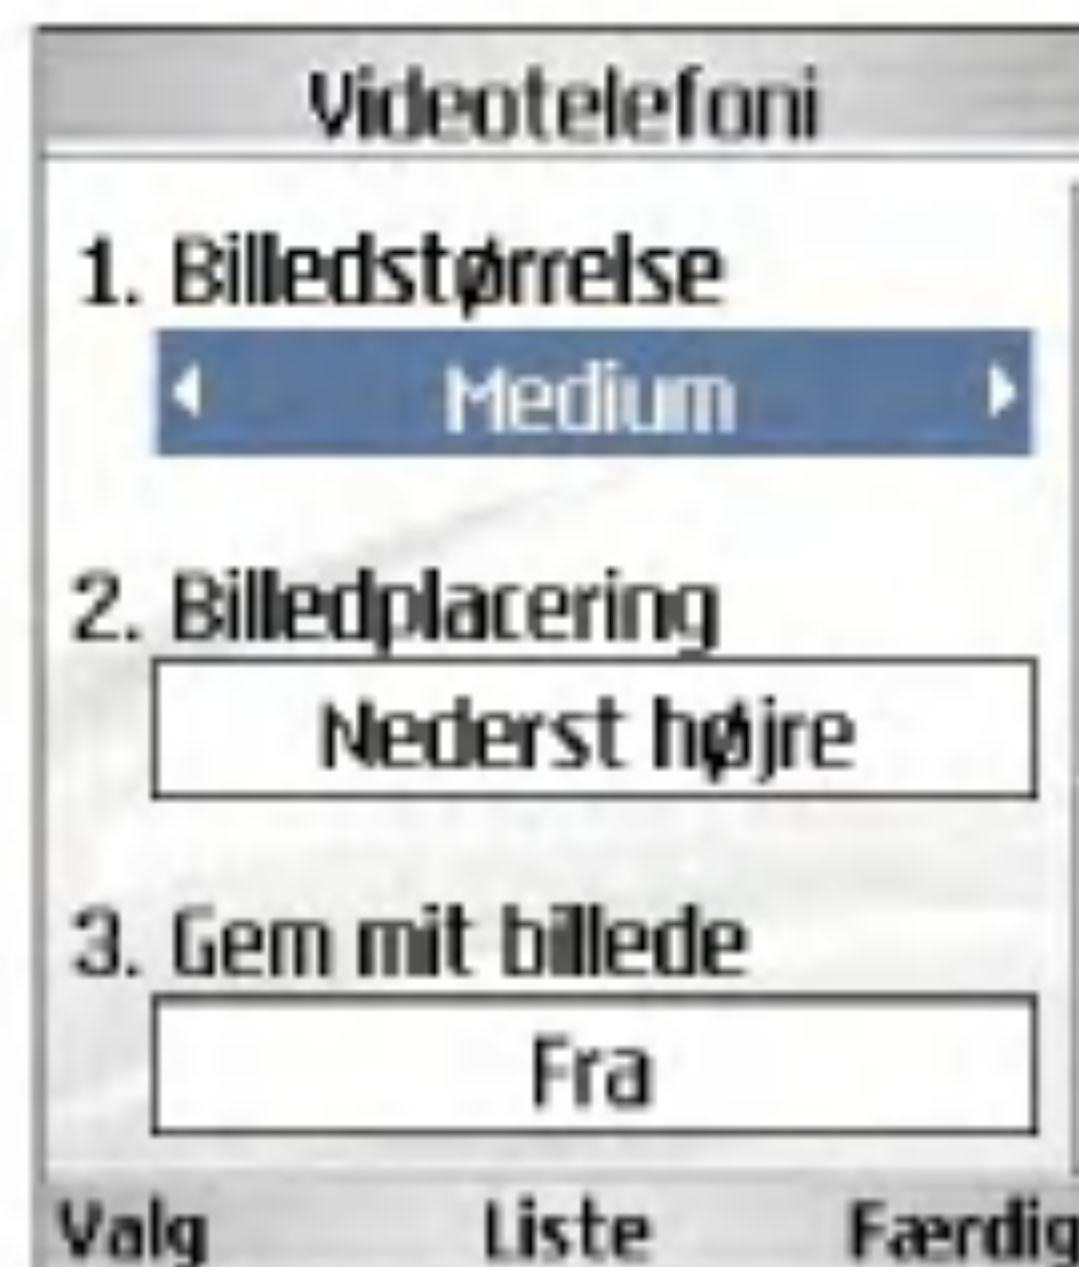 Videotelefoni
1. Billedstørrelse
Medium
2. Billedplacering
Nederst højre
3. Gem mit billede
Fra
Valg Liste Færdig